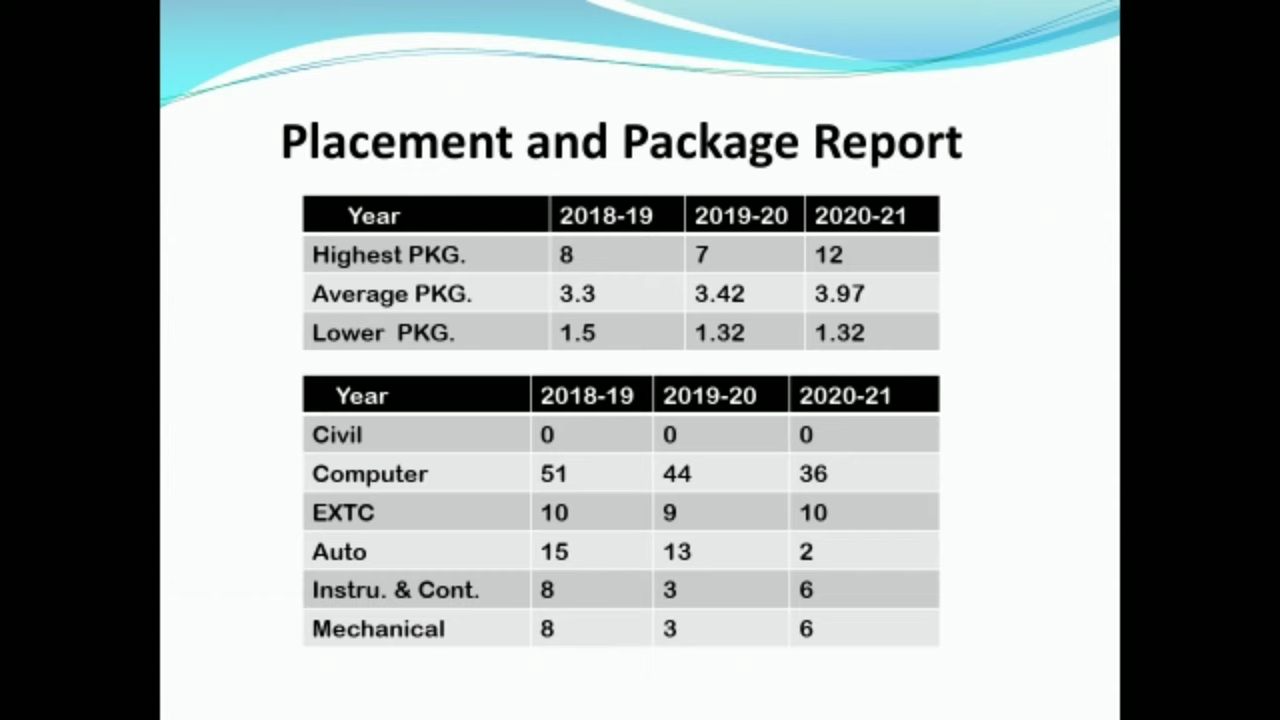 Placement and Package Report
Year 2018-19 2019-20 2020-21
Highest PKG. 8 7 12
Average PKG. 3.3 3.42 3.97
Lower PKG. 1.5 1.32 1.32
Year 2018-19 2019-20 2020-21
Civil 0 0 0
Computer 51 44 36
EXTC 10 9 10
Auto 15 13 2
Instru. & Cont. 8 3 6
Mechanical 8 3 6